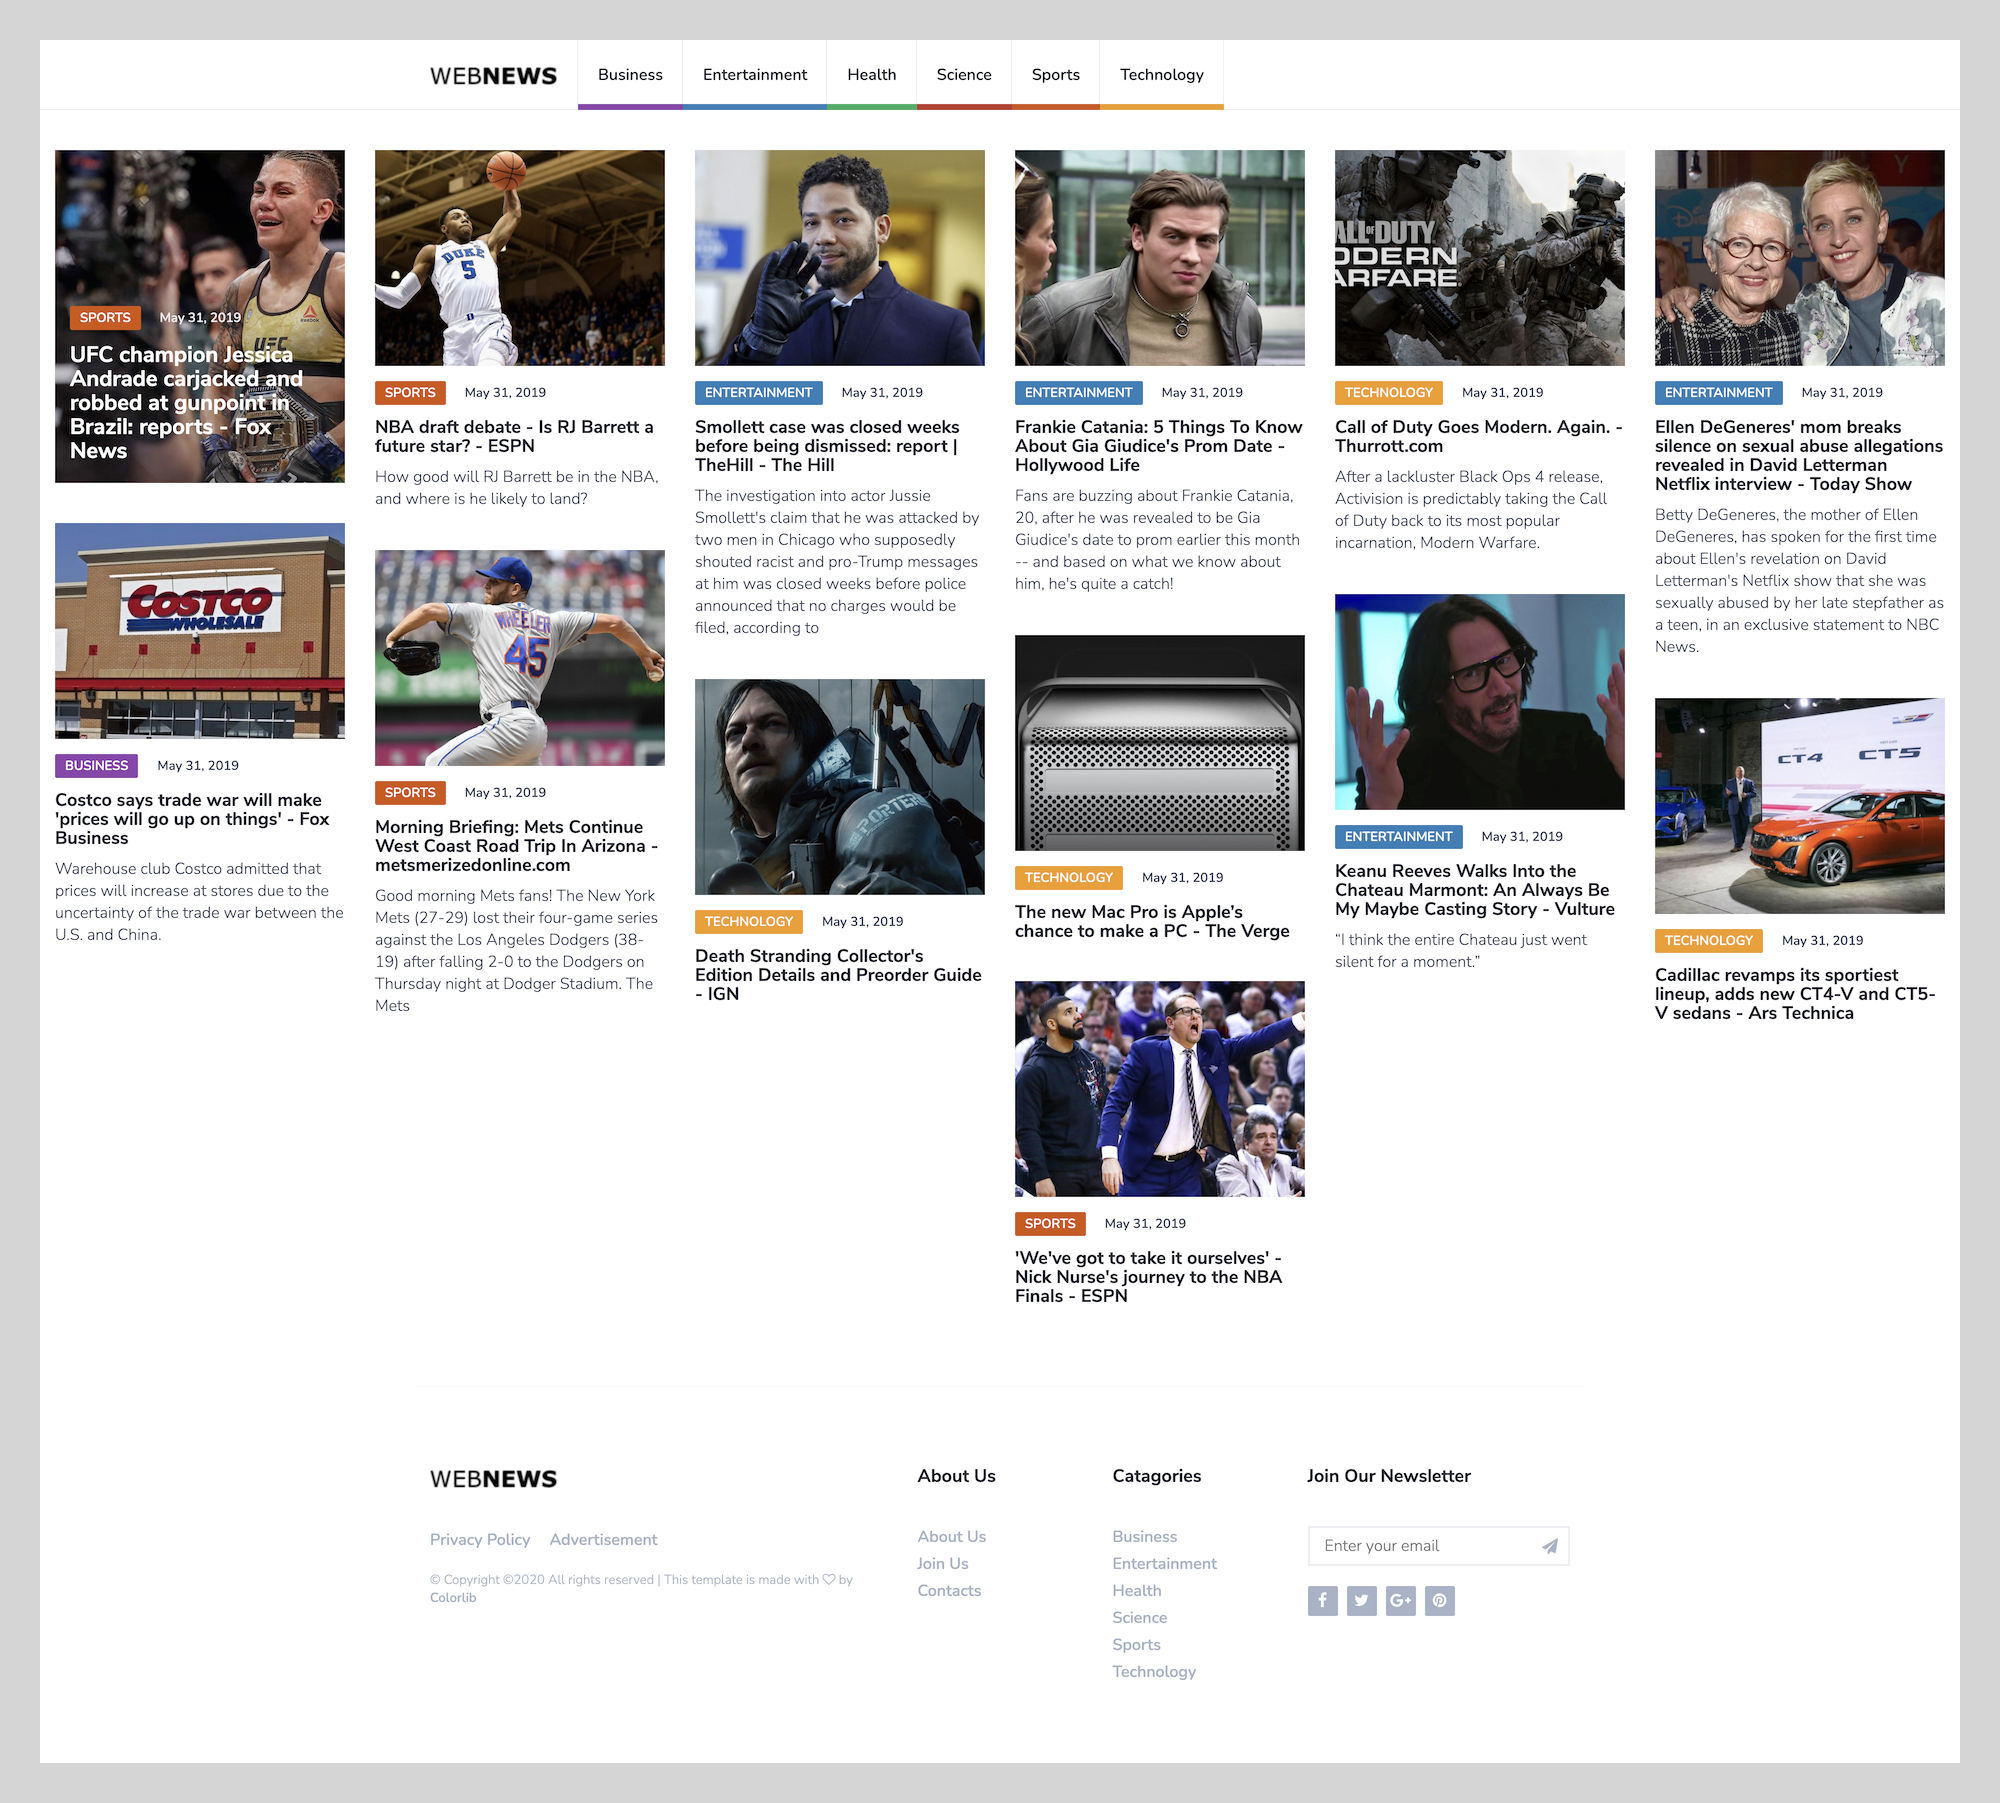 WEBNEWS
Business
Entertainment
Health
Science
Sports
Technology
SPORTS
May 31, 2019
UFC champion Jessica
Andrade carjacked and
robbed at gunpoint in
Brazil: reports - Fox
News
COSTCO
WHOLESALE
BUSINESS
May 31, 2019
Costco says trade war will make
'prices will go up on things' - Fox
Business
Warehouse club Costco admitted that
prices will increase at stores due to the
uncertainty of the trade war between the
U.S. and China.
DUKE
5
SPORTS
May 31, 2019
NBA draft debate - Is RJ Barrett a
future star? - ESPN
How good will RJ Barrett be in the NBA,
and where is he likely to land?
WHEELER
45
SPORTS
May 31, 2019
Morning Briefing: Mets Continue
West Coast Road Trip In Arizona -
metsmerizedonline.com
Good morning Mets fans! The New York
Mets (27-29) lost their four-game series
against the Los Angeles Dodgers (38-
19) after falling 2-0 to the Dodgers on
Thursday night at Dodger Stadium. The
Mets
ENTERTAINMENT
May 31, 2019
Smollett case was closed weeks
before being dismissed: report |
TheHill - The Hill
The investigation into actor Jussie
Smollett's claim that he was attacked by
two men in Chicago who supposedly
shouted racist and pro-Trump messages
at him was closed weeks before police
announced that no charges would be
filed, according to
PORTER
TECHNOLOGY
May 31, 2019
Death Stranding Collector's
Edition Details and Preorder Guide
- IGN
ENTERTAINMENT
May 31, 2019
Frankie Catania: 5 Things To Know
About Gia Giudice's Prom Date -
Hollywood Life
Fans are buzzing about Frankie Catania,
20, after he was revealed to be Gia
Giudice's date to prom earlier this month
-- and based on what we know about
him, he's quite a catch!
TECHNOLOGY
May 31, 2019
The new Mac Pro is Apple's
chance to make a PC - The Verge
SPORTS
May 31, 2019
'We've got to take it ourselves' -
Nick Nurse's journey to the NBA
Finals - ESPN
ALL OF DUTY
ODERN
ARFARE
TECHNOLOGY
May 31, 2019
Call of Duty Goes Modern. Again. -
Thurrott.com
After a lackluster Black Ops 4 release,
Activision is predictably taking the Call
of Duty back to its most popular
incarnation, Modern Warfare.
ENTERTAINMENT
May 31, 2019
Keanu Reeves Walks Into the
Chateau Marmont: An Always Be
My Maybe Casting Story - Vulture
“I think the entire Chateau just went
silent for a moment.”
ENTERTAINMENT
May 31, 2019
Ellen DeGeneres' mom breaks
silence on sexual abuse allegations
revealed in David Letterman
Netflix interview - Today Show
Betty DeGeneres, the mother of Ellen
DeGeneres, has spoken for the first time
about Ellen's revelation on David
Letterman's Netflix show that she was
sexually abused by her late stepfather as
a teen, in an exclusive statement to NBC
News.
CT4
CT5
TECHNOLOGY
May 31, 2019
Cadillac revamps its sportiest
lineup, adds new CT4-V and CT5-
V sedans - Ars Technica
WEBNEWS
Privacy Policy
Advertisement
© Copyright ©2020 All rights reserved | This template is made with ♡ by
Colorlib
About Us
About Us
Join Us
Contacts
Catagories
Business
Entertainment
Health
Science
Sports
Technology
Join Our Newsletter
Enter your email